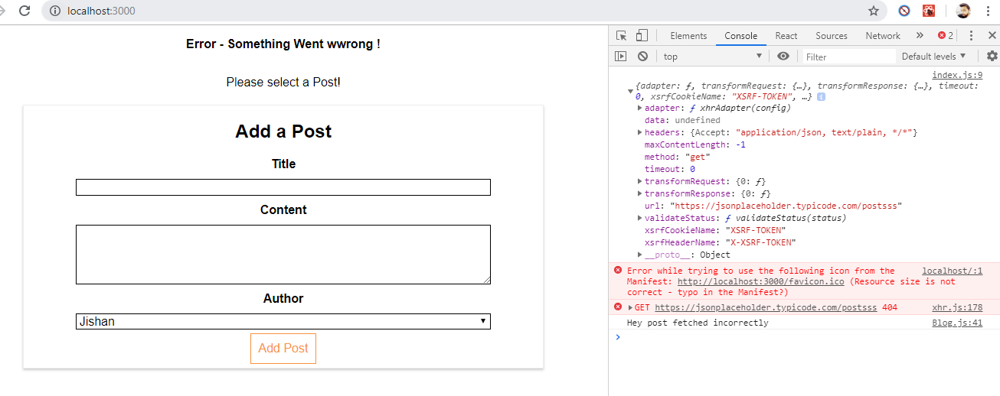 localhost:3000
Error - Something Went wwrong !
Please select a Post!
Add a Post
Title
Content
Author
Jishan
Add Post
Elements Console React Sources Network » 2
top Filter Default levels
index.js:9
{adapter: ƒ, transformRequest: {…}, transformResponse: {…}, timeout:
0, xsrfCookieName: "XSRF-TOKEN", …} i
adapter: ƒ xhrAdapter(config)
data: undefined
headers: {Accept: "application/json, text/plain, */*"}
maxContentLength: -1
method: "get"
timeout: 0
transformRequest: {0: ƒ}
transformResponse: {0: ƒ}
url: "https://jsonplaceholder.typicode.com/postsss"
validateStatus: ƒ validateStatus(status)
xsrfCookieName: "XSRF-TOKEN"
xsrfHeaderName: "X-XSRF-TOKEN"
__proto__: Object
Error while trying to use the following icon from the localhost/:1
Manifest: http://localhost:3000/favicon.ico (Resource size is not
correct - typo in the Manifest?)
GET https://jsonplaceholder.typicode.com/postsss 404 xhr.js:178
Hey post fetched incorrectly Blog.js:41